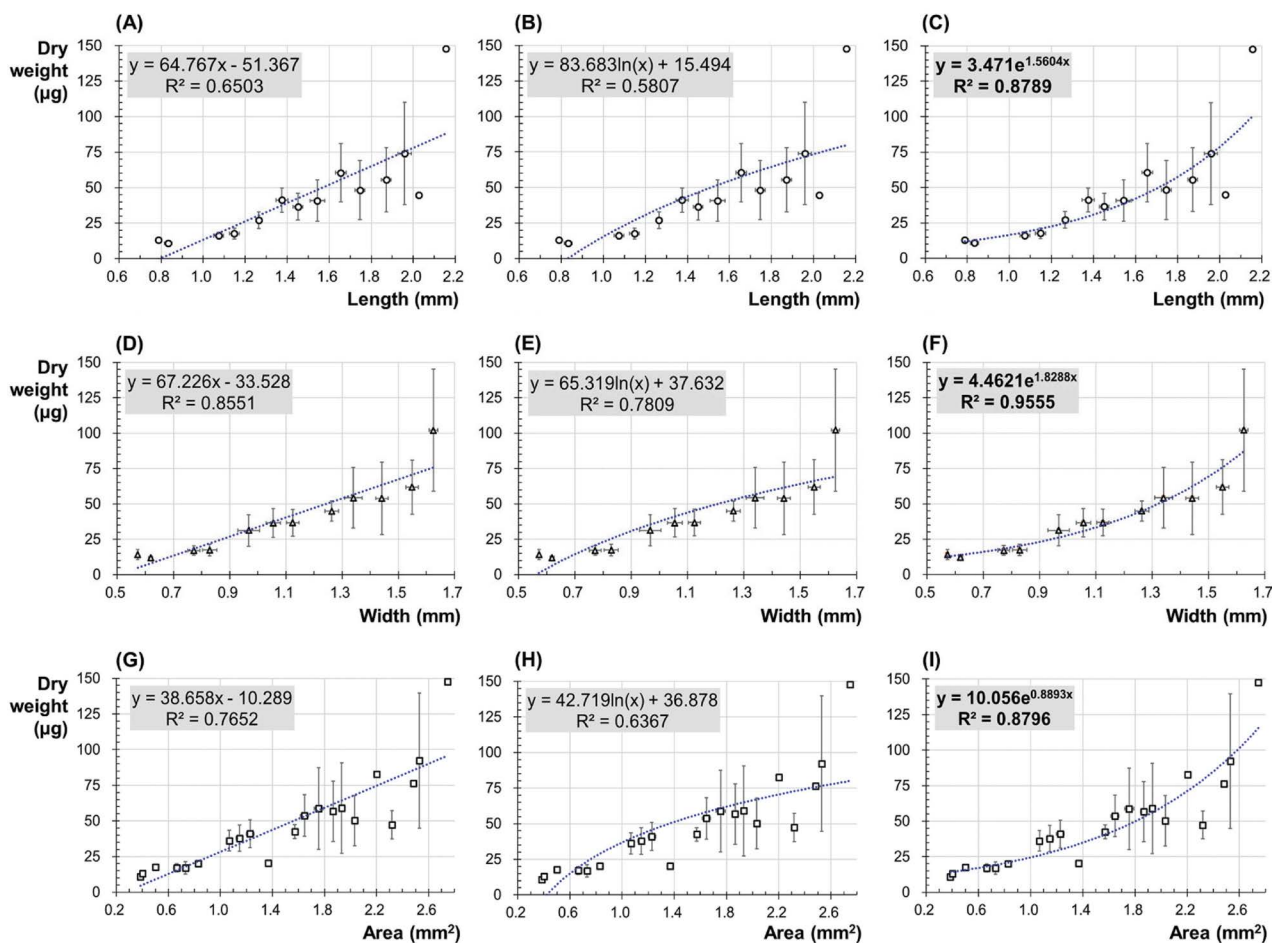 (A)
Dry
weight
(µg)
150
125
100
75
50
25
0
y = 64.767x - 51.367
R² = 0.6503
0.6 0.8 1.0 1.2 1.4 1.6 1.8 2.0 2.2
Length (mm)
(B)
150
125
100
75
50
25
0
y = 83.683ln(x) + 15.494
R² = 0.5807
0.6 0.8 1.0 1.2 1.4 1.6 1.8 2.0 2.2
Length (mm)
(C)
150
125
100
75
50
25
0
y = 3.471e^1.5604x
R² = 0.8789
0.6 0.8 1.0 1.2 1.4 1.6 1.8 2.0 2.2
Length (mm)
(D)
Dry
weight
(µg)
150
125
100
75
50
25
0
y = 67.226x - 33.528
R² = 0.8551
0.5 0.7 0.9 1.1 1.3 1.5 1.7
Width (mm)
(E)
150
125
100
75
50
25
0
y = 65.319ln(x) + 37.632
R² = 0.7809
0.5 0.7 0.9 1.1 1.3 1.5 1.7
Width (mm)
(F)
150
125
100
75
50
25
0
y = 4.4621e^1.8288x
R² = 0.9555
0.5 0.7 0.9 1.1 1.3 1.5 1.7
Width (mm)
(G)
Dry
weight
(µg)
150
125
100
75
50
25
0
y = 38.658x - 10.289
R² = 0.7652
0.2 0.6 1.0 1.4 1.8 2.2 2.6
Area (mm²)
(H)
150
125
100
75
50
25
0
y = 42.719ln(x) + 36.878
R² = 0.6367
0.2 0.6 1.0 1.4 1.8 2.2 2.6
Area (mm²)
(I)
150
125
100
75
50
25
0
y = 10.056e^0.8893x
R² = 0.8796
0.2 0.6 1.0 1.4 1.8 2.2 2.6
Area (mm²)